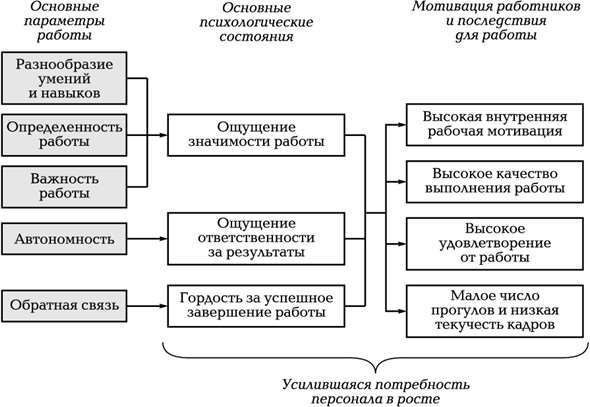 Основные
параметры
работы
Основные
психологические
состояния
Мотивация работников
и последствия
для работы
Разнообразие
умений
и навыков
Определенность
работы
Важность
работы
Автономность
Обратная связь
Ощущение
значимости работы
Ощущение
ответственности
за результаты
Гордость за успешное
завершение работы
Высокая внутренняя
рабочая мотивация
Высокое качество
выполнения работы
Высокое
удовлетворение
от работы
Малое число
прогулов и низкая
текучесть кадров
Усилившаяся потребность
персонала в росте